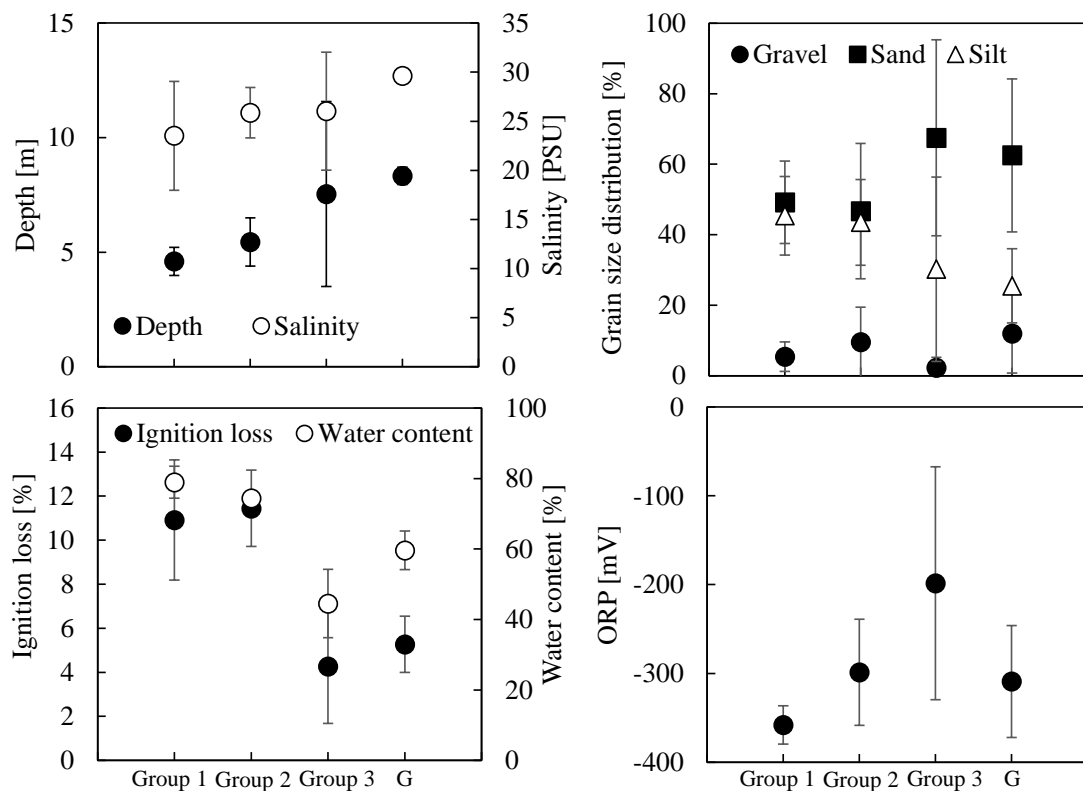 15
10
5
0
Depth [m]
35
30
25
20
15
10
5
0
Salinity [PSU]
Depth
Salinity
100
80
60
40
20
0
Grain size distribution [%]
Gravel
Sand
Silt
16
14
12
10
8
6
4
2
0
Ignition loss [%]
100
80
60
40
20
0
Water content [%]
Ignition loss
Water content
Group 1
Group 2
Group 3
G
0
-100
-200
-300
-400
ORP [mV]
Group 1
Group 2
Group 3
G